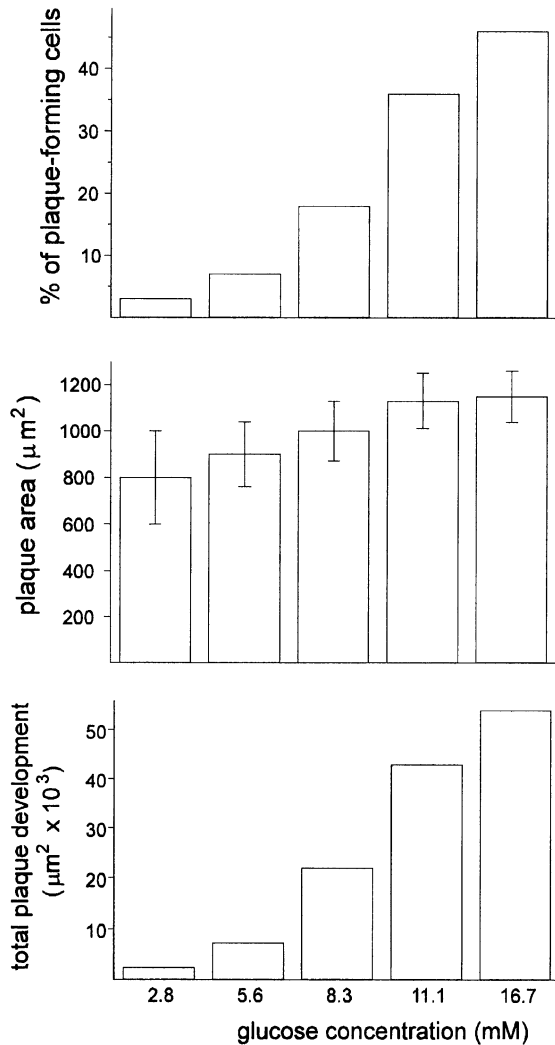 % of plaque-forming cells
40
30
20
10
plaque area (μm²)
1200
1000
800
600
400
200
total plaque development
(μm² x 10³)
50
40
30
20
10
2.8 5.6 8.3 11.1 16.7
glucose concentration (mM)